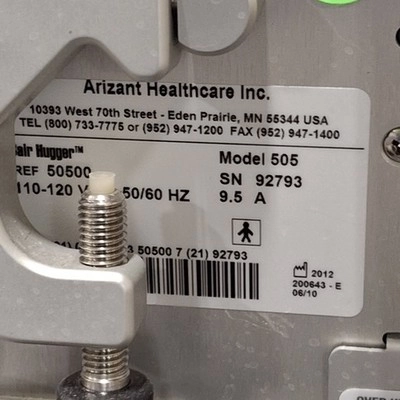 Arizant Healthcare Inc.
10393 West 70th Street - Eden Prairie, MN 55344 USA
TEL (800) 733-7775 or (952) 947-1200 FAX (952) 947-1400
Bair Hugger™ Model 505
REF 50500 SN 92793
110-120 V 50/60 HZ 9.5 A
3 50500 7 (21) 92793
2012
200643 - E
06/10